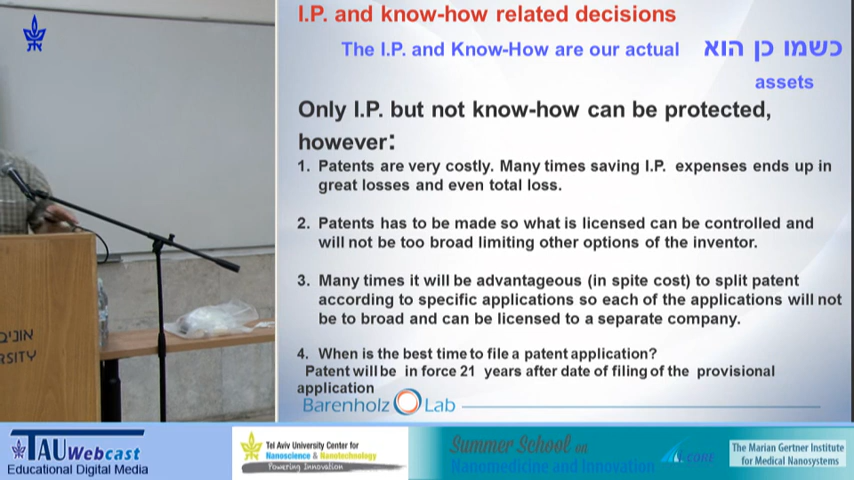 I.P. and know-how related decisions
The I.P. and Know-How are our actual כשמו כן הוא
assets
Only I.P. but not know-how can be protected,
however:
1. Patents are very costly. Many times saving I.P. expenses ends up in
great losses and even total loss.
2. Patents has to be made so what is licensed can be controlled and
will not be too broad limiting other options of the inventor.
3. Many times it will be advantageous (in spite cost) to split patent
according to specific applications so each of the applications will not
be to broad and can be licensed to a separate company.
4. When is the best time to file a patent application?
Patent will be in force 21 years after date of filing of the provisional
application
Barenholz Lab
TAU Webcast
Educational Digital Media
Tel Aviv University Center for
Nanoscience & Nanotechnology
Powering Innovation
Summer School on
Nanomedicine and Innovation
The Marian Gertner Institute
for Medical Nanosystems